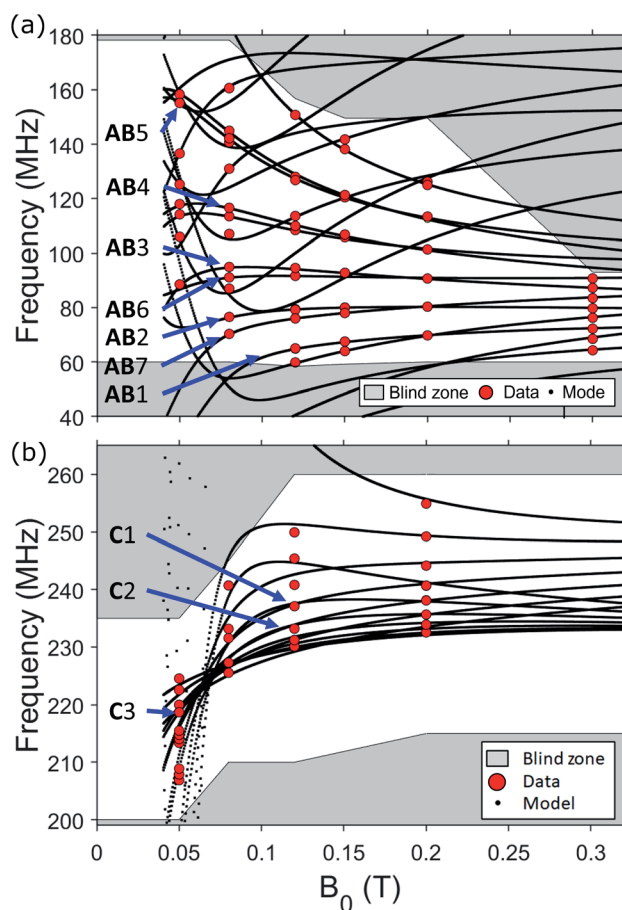 (a)
180
160
140
120
100
80
60
40
Frequency (MHz)
AB5
AB4
AB3
AB6
AB2
AB7
AB1
Blind zone Data Mode
(b)
260
250
240
230
220
210
200
Frequency (MHz)
C1
C2
C3
Blind zone
Data
Model
0 0.05 0.1 0.15 0.2 0.25 0.3
B0 (T)